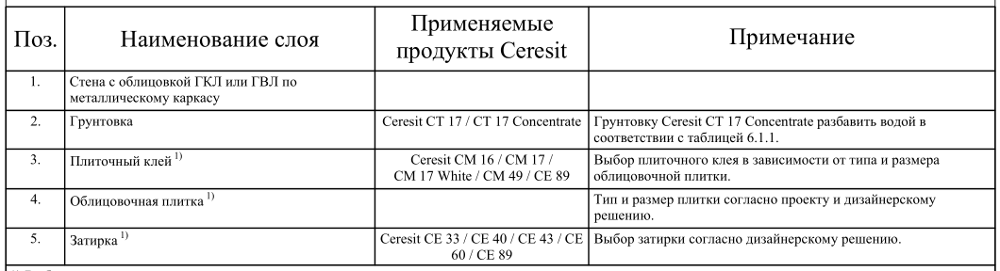 Поз.
Наименование слоя
Применяемые
продукты Ceresit
Примечание
1.
Стена с облицовкой ГКЛ или ГВЛ по
металлическому каркасу
2.
Грунтовка
Ceresit CT 17 / CT 17 Concentrate
Грунтовку Ceresit CT 17 Concentrate разбавить водой в
соответствии с таблицей 6.1.1.
3.
Плиточный клей 1)
Ceresit CM 16 / CM 17 /
CM 17 White / CM 49 / CE 89
Выбор плиточного клея в зависимости от типа и размера
облицовочной плитки.
4.
Облицовочная плитка 1)
Тип и размер плитки согласно проекту и дизайнерскому
решению.
5.
Затирка 1)
Ceresit CE 33 / CE 40 / CE 43 / CE
60 / CE 89
Выбор затирки согласно дизайнерскому решению.